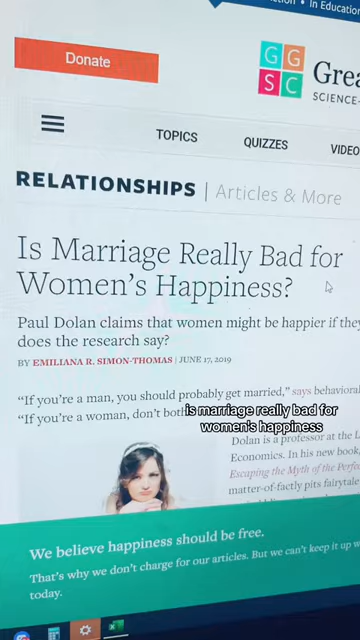 In Education
Donate
GGSC
Grea
SCIENCE-
TOPICS QUIZZES VIDEO
RELATIONSHIPS | Articles & More
Is Marriage Really Bad for
Women's Happiness?
Paul Dolan claims that women might be happier if they
does the research say?
BY EMILIANA R. SIMON-THOMAS | JUNE 17, 2019
"If you're a man, you should probably get married," says behavioral
"If you're a woman, don't both
is marriage really bad for
women's happiness
Dolan is a professor at the L
Economics. In his new book,
Escaping the Myth of the Perfe
matter-of-factly pits fairytale
We believe happiness should be free.
That's why we don't charge for our articles. But we can't keep it up w
today.